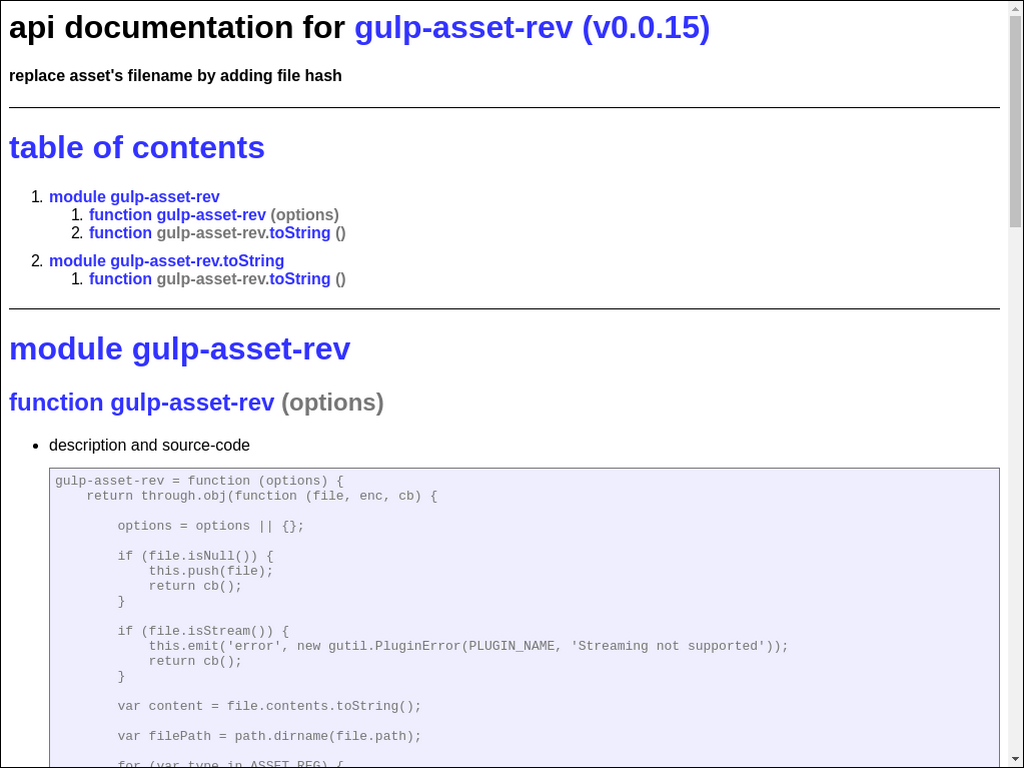 api documentation for gulp-asset-rev (v0.0.15)
replace asset's filename by adding file hash
table of contents
1. module gulp-asset-rev
1. function gulp-asset-rev (options)
2. function gulp-asset-rev.toString ()
2. module gulp-asset-rev.toString
1. function gulp-asset-rev.toString ()
module gulp-asset-rev
function gulp-asset-rev (options)
• description and source-code
gulp-asset-rev = function (options) {
    return through.obj(function (file, enc, cb) {
        options = options || {};
        if (file.isNull()) {
            this.push(file);
            return cb();
        }
        if (file.isStream()) {
            this.emit('error', new gutil.PluginError(PLUGIN_NAME, 'Streaming not supported'));
            return cb();
        }
        var content = file.contents.toString();
        var filePath = path.dirname(file.path);
        for (var type in ASSET_REG) {